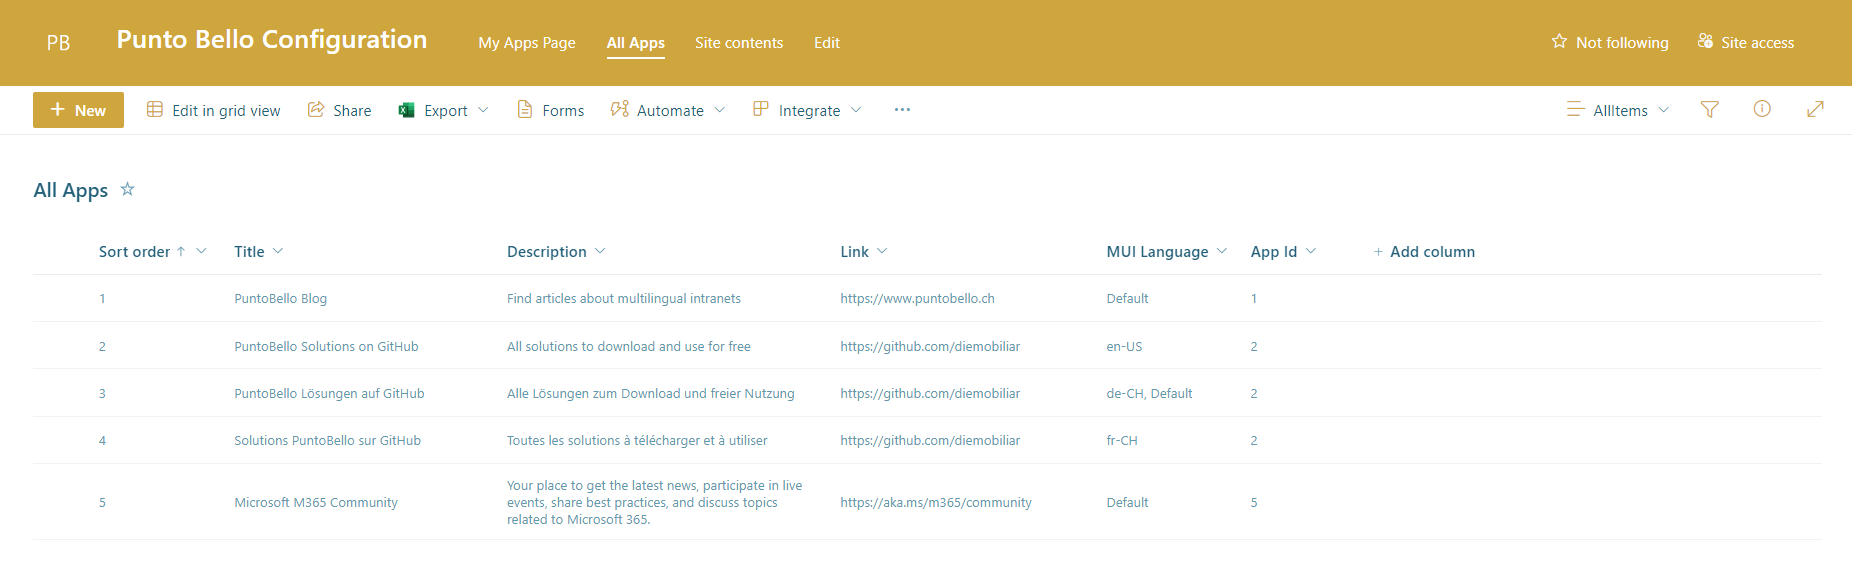 PB Punto Bello Configuration My Apps Page All Apps Site contents Edit Not following Site access
+ New Edit in grid view Share Export Forms Automate Integrate ··· AllItems
All Apps
Sort order ↑ Title Description Link MUI Language App Id + Add column
1 PuntoBello Blog Find articles about multilingual intranets https://www.puntobello.ch Default 1
2 PuntoBello Solutions on GitHub All solutions to download and use for free https://github.com/diemobiliar en-US 2
3 PuntoBello Lösungen auf GitHub Alle Lösungen zum Download und freier Nutzung https://github.com/diemobiliar de-CH, Default 2
4 Solutions PuntoBello sur GitHub Toutes les solutions à télécharger et à utiliser https://github.com/diemobiliar fr-CH 2
Your place to get the latest news, participate in live
5 Microsoft M365 Community events, share best practices, and discuss topics https://aka.ms/m365/community Default 5
related to Microsoft 365.